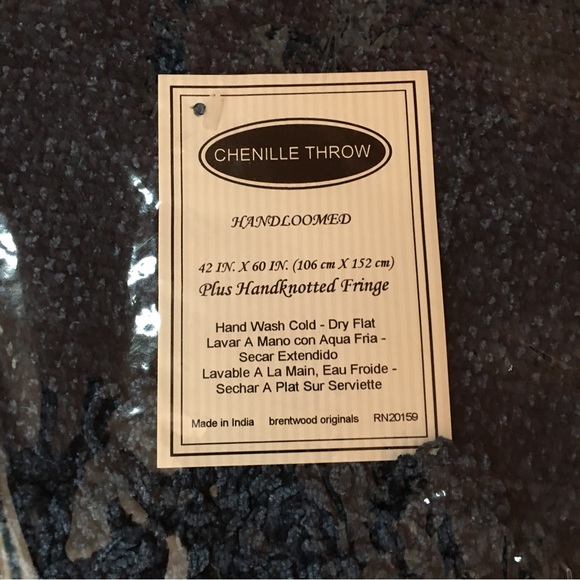 CHENILLE THROW
HANDLOOMED
42 IN. X 60 IN. (106 cm X 152 cm)
Plus Handknotted Fringe
Hand Wash Cold - Dry Flat
Lavar A Mano con Aqua Fria -
Secar Extendido
Lavable A La Main, Eau Froide -
Sechar A Plat Sur Serviette
Made in India brentwood originals RN20159